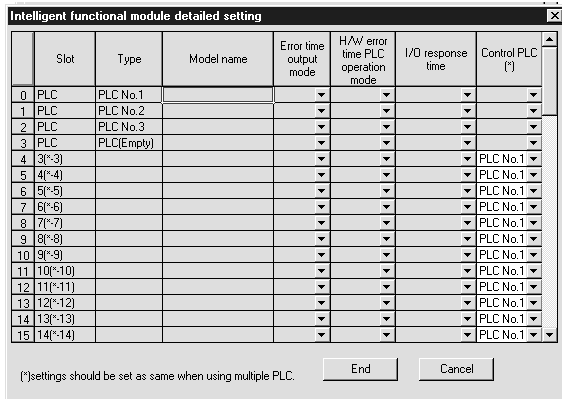 Intelligent functional module detailed setting
Slot Type Model name Error time output mode H/W error time PLC operation mode I/O response time Control PLC (*)
0 PLC PLC No.1
1 PLC PLC No.2
2 PLC PLC No.3
3 PLC PLC(Empty)
4 3(*-3) PLC No.1
5 4(*-4) PLC No.1
6 5(*-5) PLC No.1
7 6(*-6) PLC No.1
8 7(*-7) PLC No.1
9 8(*-8) PLC No.1
10 9(*-9) PLC No.1
11 10(*-10) PLC No.1
12 11(*-11) PLC No.1
13 12(*-12) PLC No.1
14 13(*-13) PLC No.1
15 14(*-14) PLC No.1
(*)settings should be set as same when using multiple PLC. End Cancel